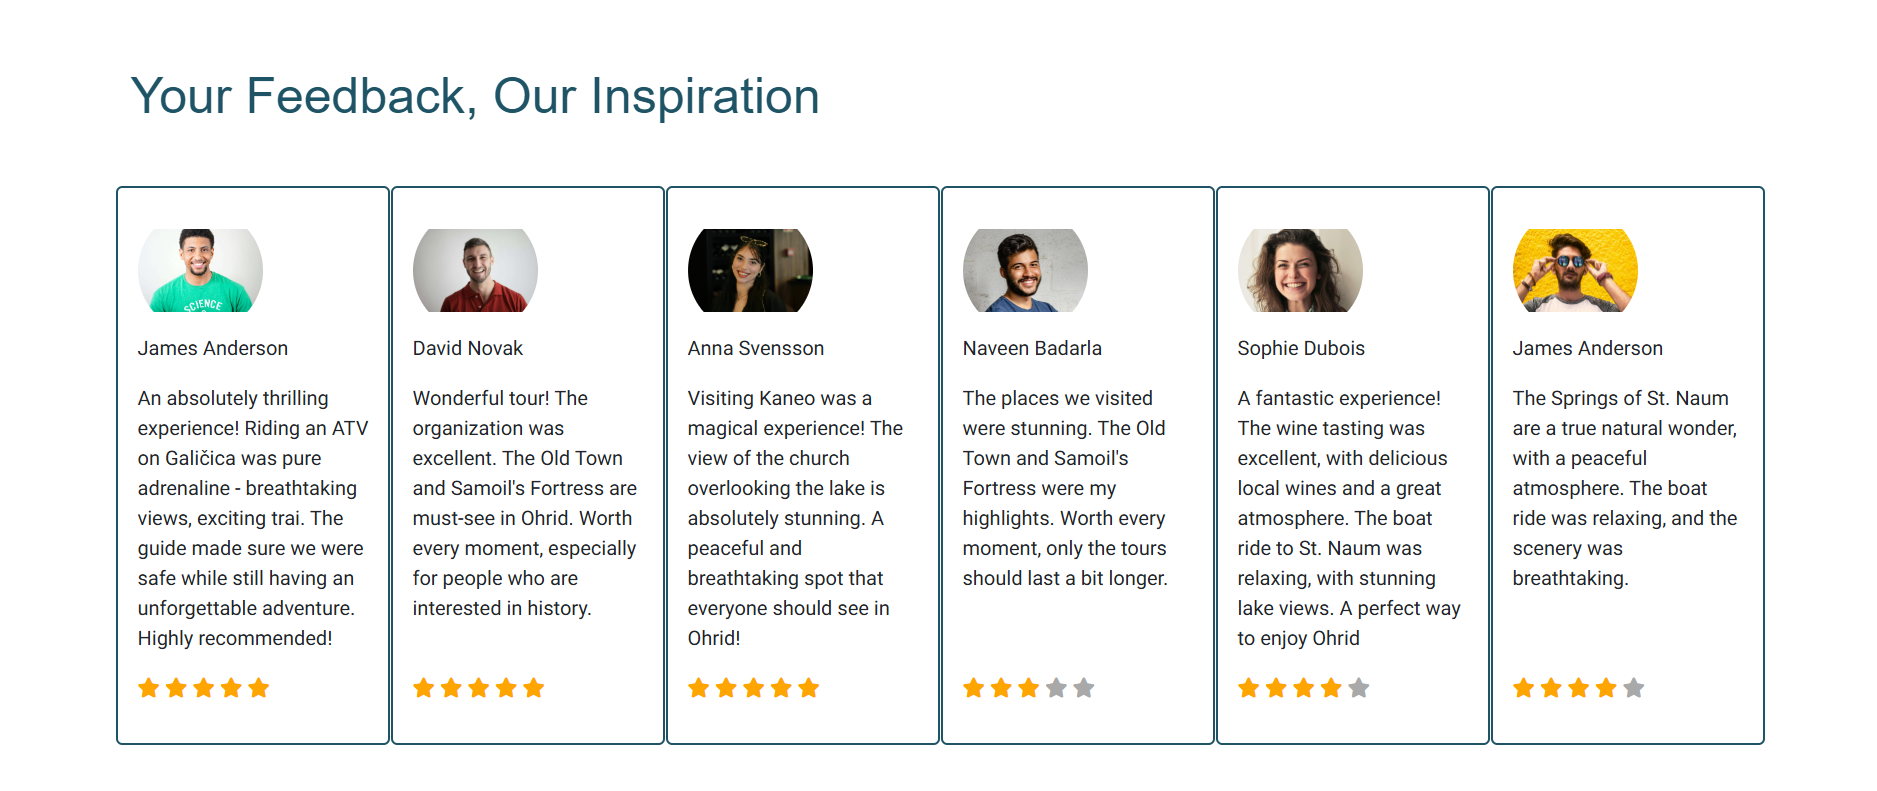 Your Feedback, Our Inspiration
SCIENCE
James Anderson
An absolutely thrilling
experience! Riding an ATV
on Galičica was pure
adrenaline - breathtaking
views, exciting trai. The
guide made sure we were
safe while still having an
unforgettable adventure.
Highly recommended!
David Novak
Wonderful tour! The
organization was
excellent. The Old Town
and Samoil's Fortress are
must-see in Ohrid. Worth
every moment, especially
for people who are
interested in history.
Anna Svensson
Visiting Kaneo was a
magical experience! The
view of the church
overlooking the lake is
absolutely stunning. A
peaceful and
breathtaking spot that
everyone should see in
Ohrid!
Naveen Badarla
The places we visited
were stunning. The Old
Town and Samoil's
Fortress were my
highlights. Worth every
moment, only the tours
should last a bit longer.
Sophie Dubois
A fantastic experience!
The wine tasting was
excellent, with delicious
local wines and a great
atmosphere. The boat
ride to St. Naum was
relaxing, with stunning
lake views. A perfect way
to enjoy Ohrid
James Anderson
The Springs of St. Naum
are a true natural wonder,
with a peaceful
atmosphere. The boat
ride was relaxing, and the
scenery was
breathtaking.